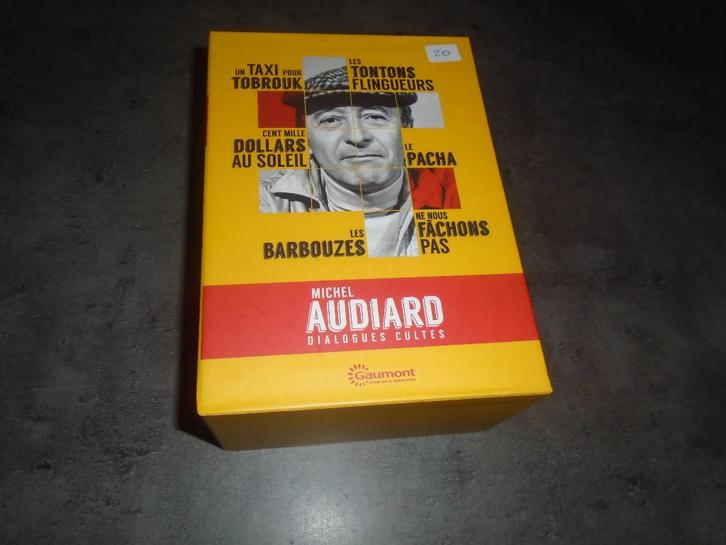 20
UN TAXI POUR
TOBROUK
LES
TONTONS
FLINGUEURS
CENT MILLE
DOLLARS
AU SOLEIL
LE
PACHA
LES
BARBOUZES
NE NOUS
FÂCHONS
PAS
MICHEL
AUDIARD
DIALOGUES CULTES
Gaumont